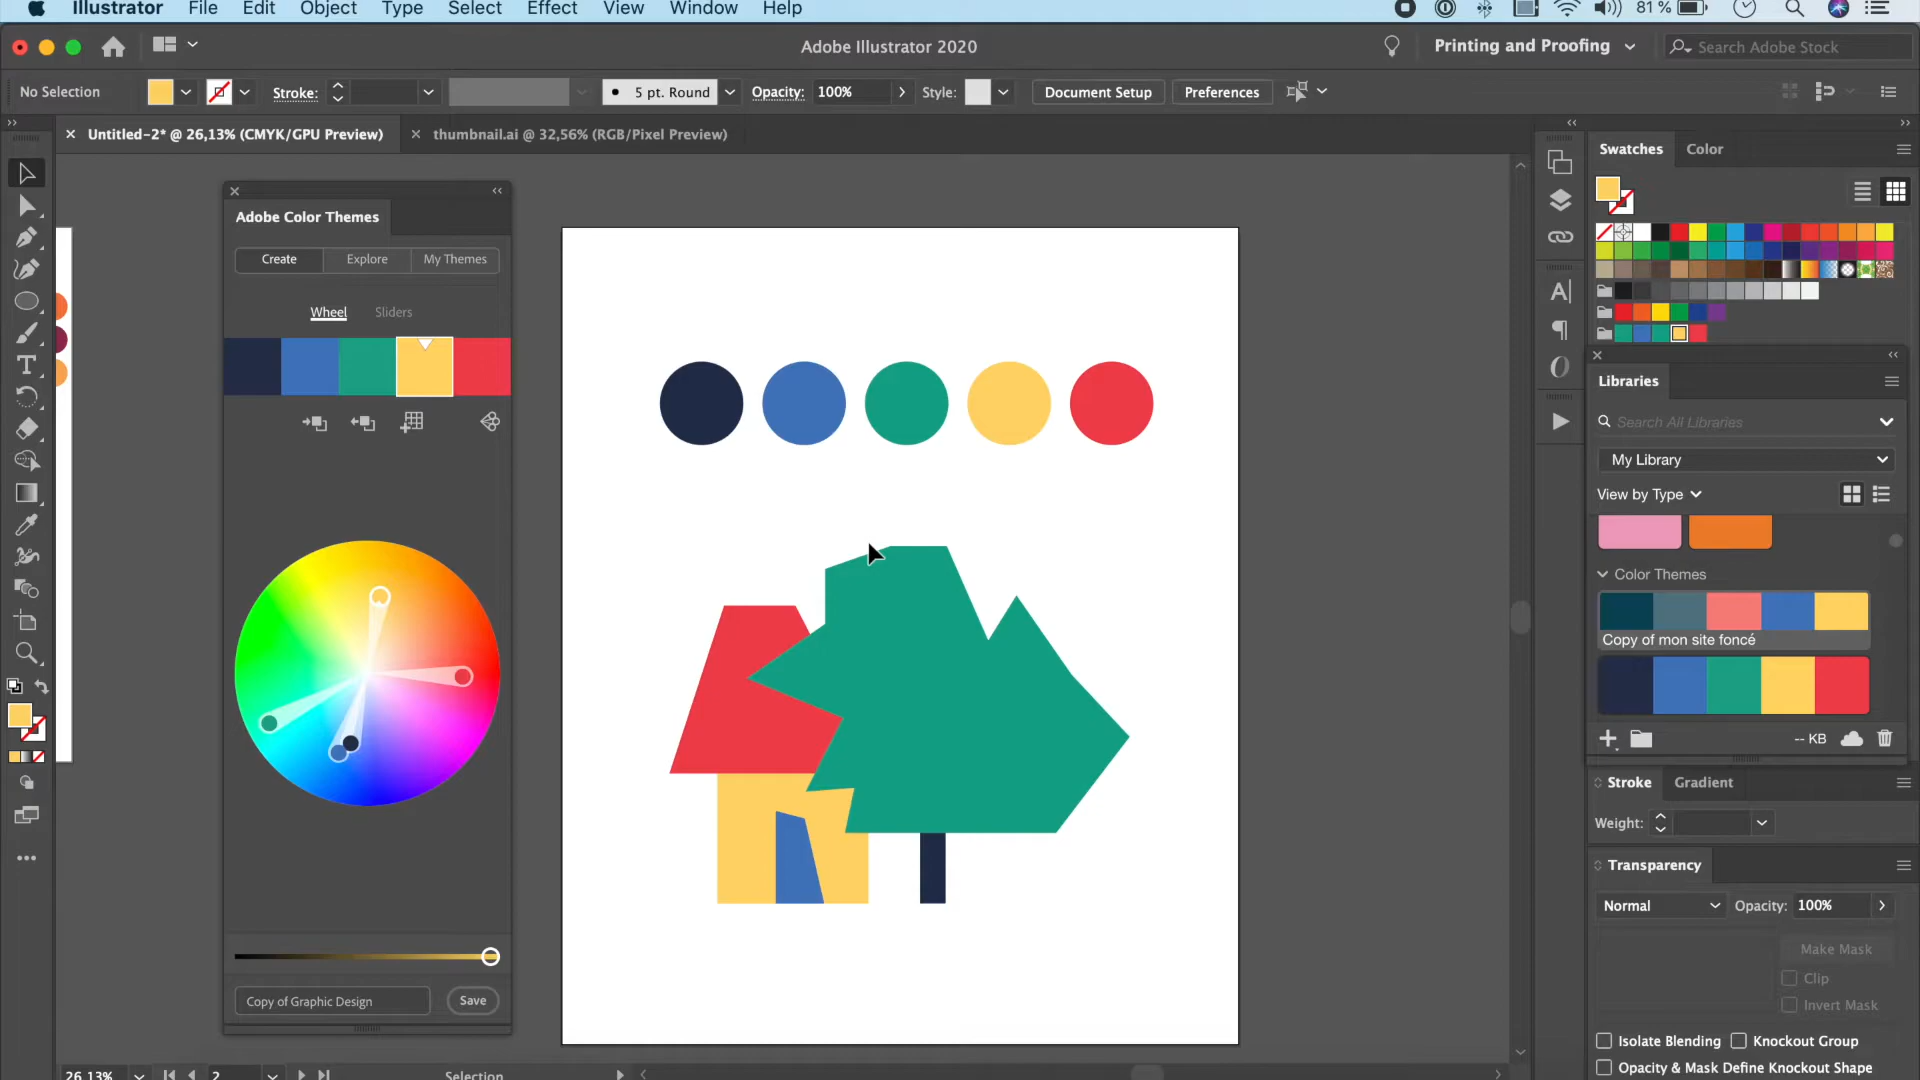 Illustrator File Edit Object Type Select Effect View Window Help 81 %
Adobe Illustrator 2020
Printing and Proofing
Search Adobe Stock
No Selection
Stroke:
5 pt. Round
Opacity: 100%
Style:
Document Setup
Preferences
Untitled-2* @ 26,13% (CMYK/GPU Preview)
thumbnail.ai @ 32,56% (RGB/Pixel Preview)
Adobe Color Themes
Create Explore My Themes
Wheel Sliders
Copy of Graphic Design
Save
Swatches Color
Libraries
Search All Libraries
My Library
View by Type
Color Themes
Copy of mon site foncé
-- KB
Stroke Gradient
Weight:
Transparency
Normal Opacity: 100%
Make Mask
Clip
Invert Mask
Isolate Blending Knockout Group
Opacity & Mask Define Knockout Shape
26,13% 2 Selection